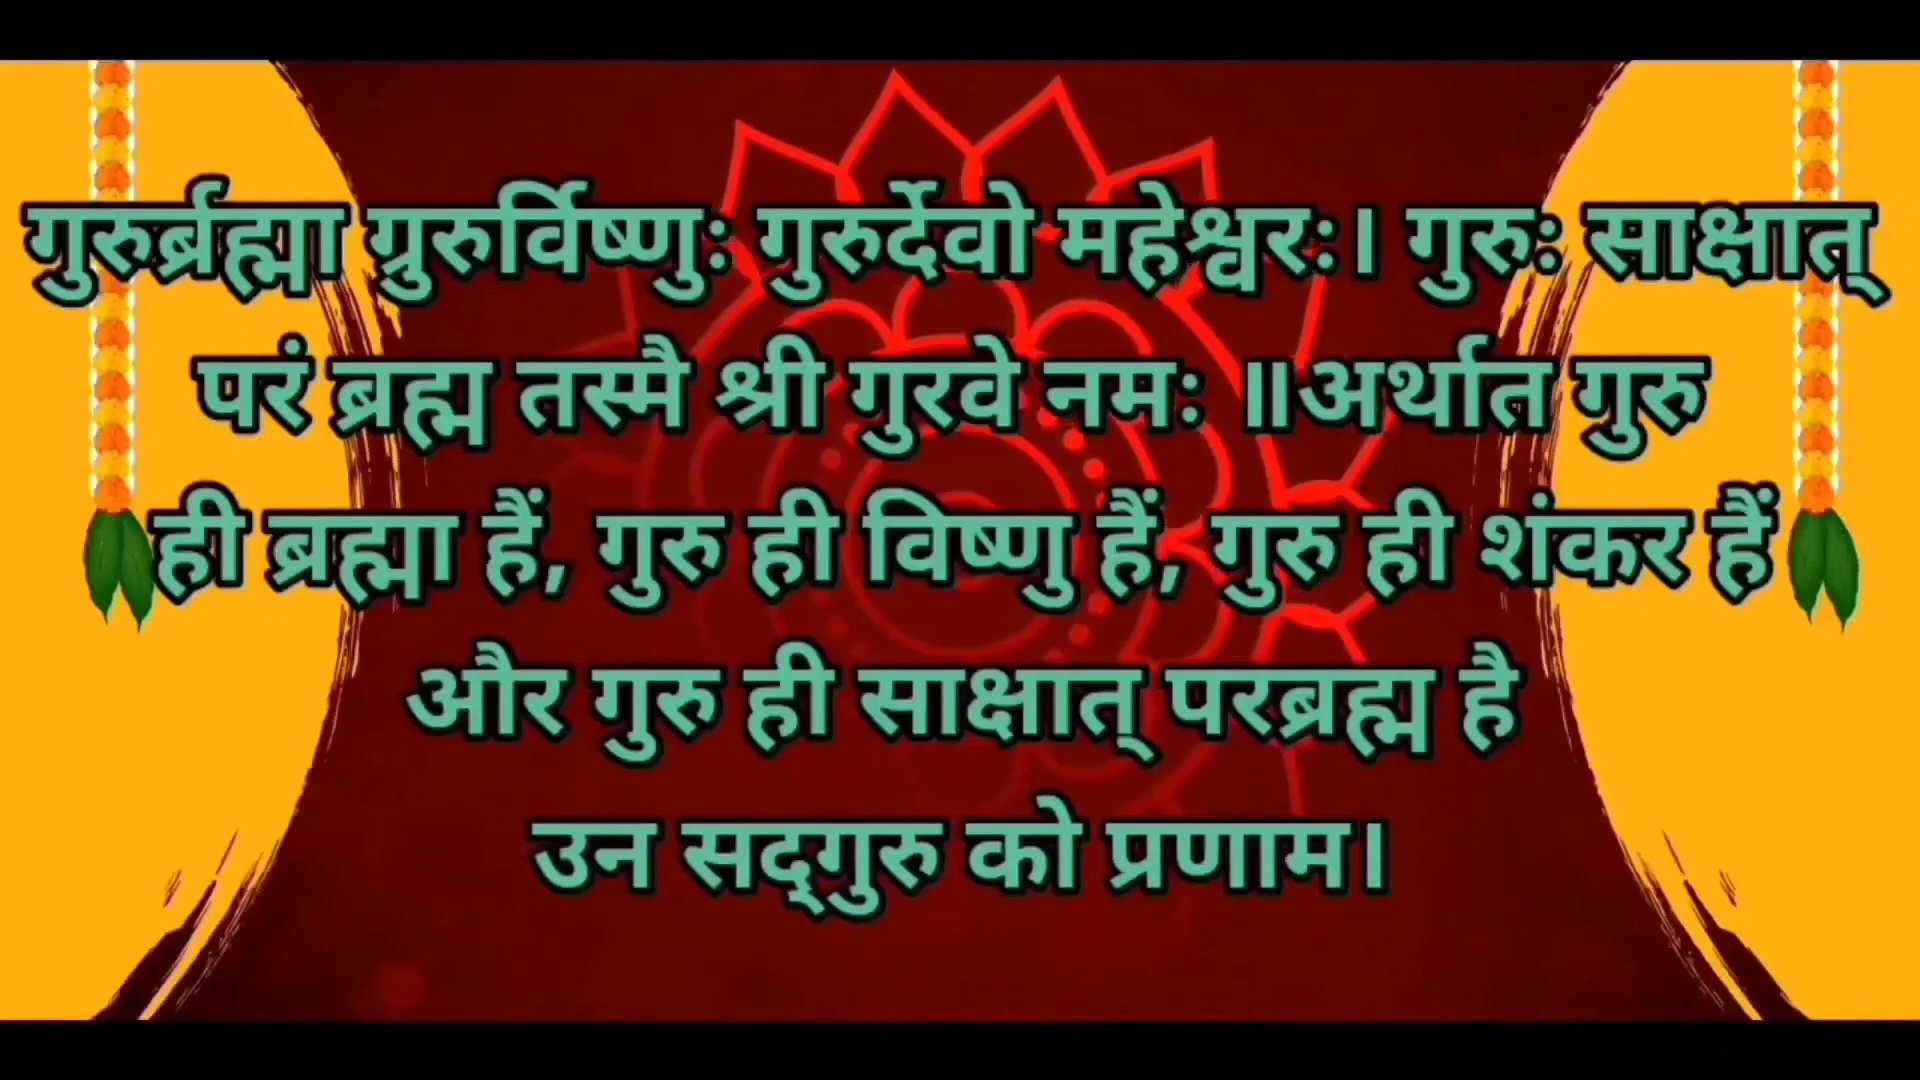 गुरुर्ब्रह्मा ग्रुरुर्विष्णुः गुरुर्देवो महेश्वरः। गुरुः साक्षात्
परं ब्रह्म तस्मै श्री गुरवे नमः ॥अर्थात गुरु
ही ब्रह्मा हैं, गुरु ही विष्णु हैं, गुरु ही शंकर हैं
और गुरु ही साक्षात् परब्रह्म है
उन सद्‌गुरु को प्रणाम।